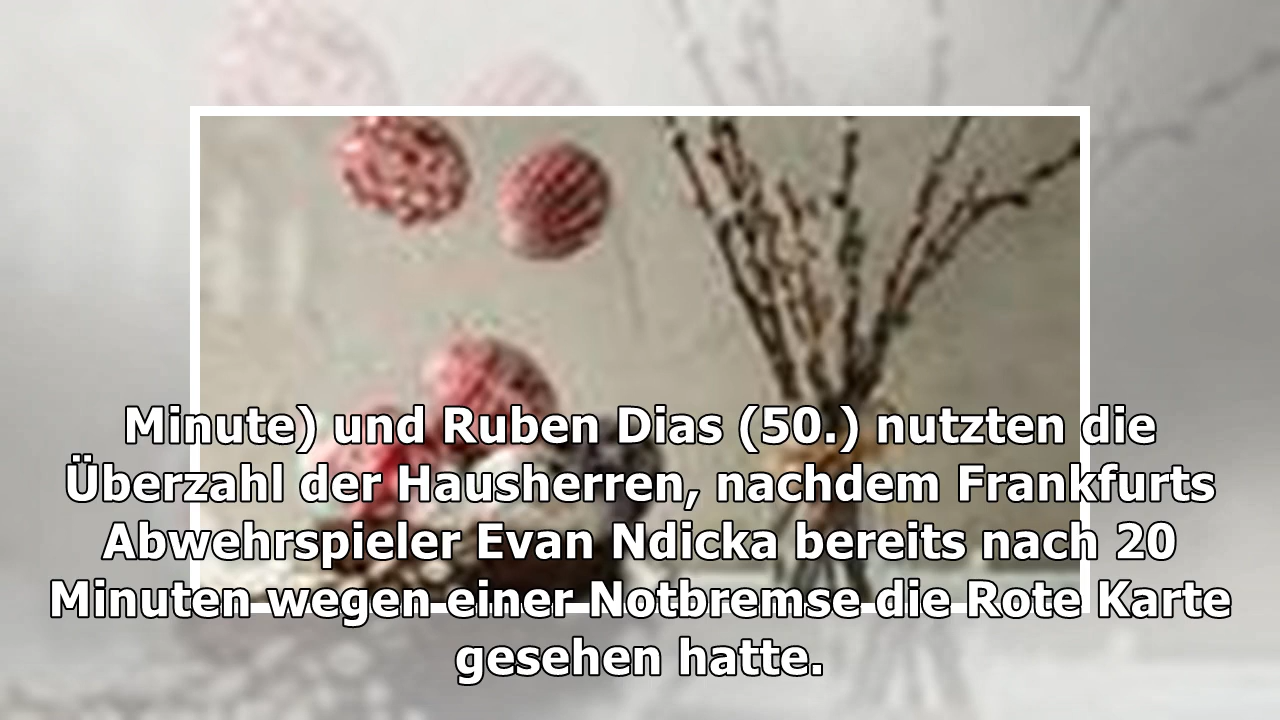 Minute) und Ruben Dias (50.) nutzten die
Überzahl der Hausherren, nachdem Frankfurts
Abwehrspieler Evan Ndicka bereits nach 20
Minuten wegen einer Notbremse die Rote Karte
gesehen hatte.